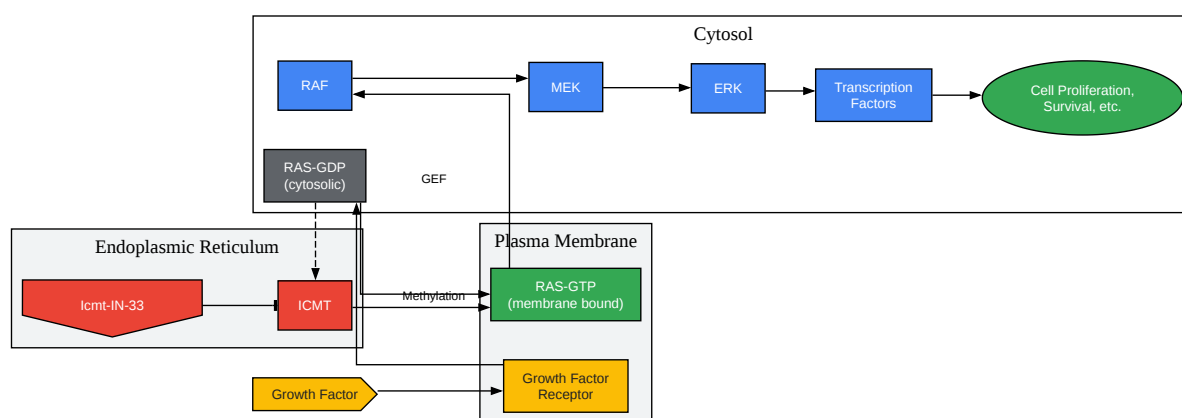 Cytosol
RAF
MEK
ERK
Transcription
Factors
Cell Proliferation,
Survival, etc.
RAS-GDP
(cytosolic)
GEF
Endoplasmic Reticulum
Plasma Membrane
Icmt-IN-33
ICMT
Methylation
RAS-GTP
(membrane bound)
Growth Factor
Growth Factor
Receptor